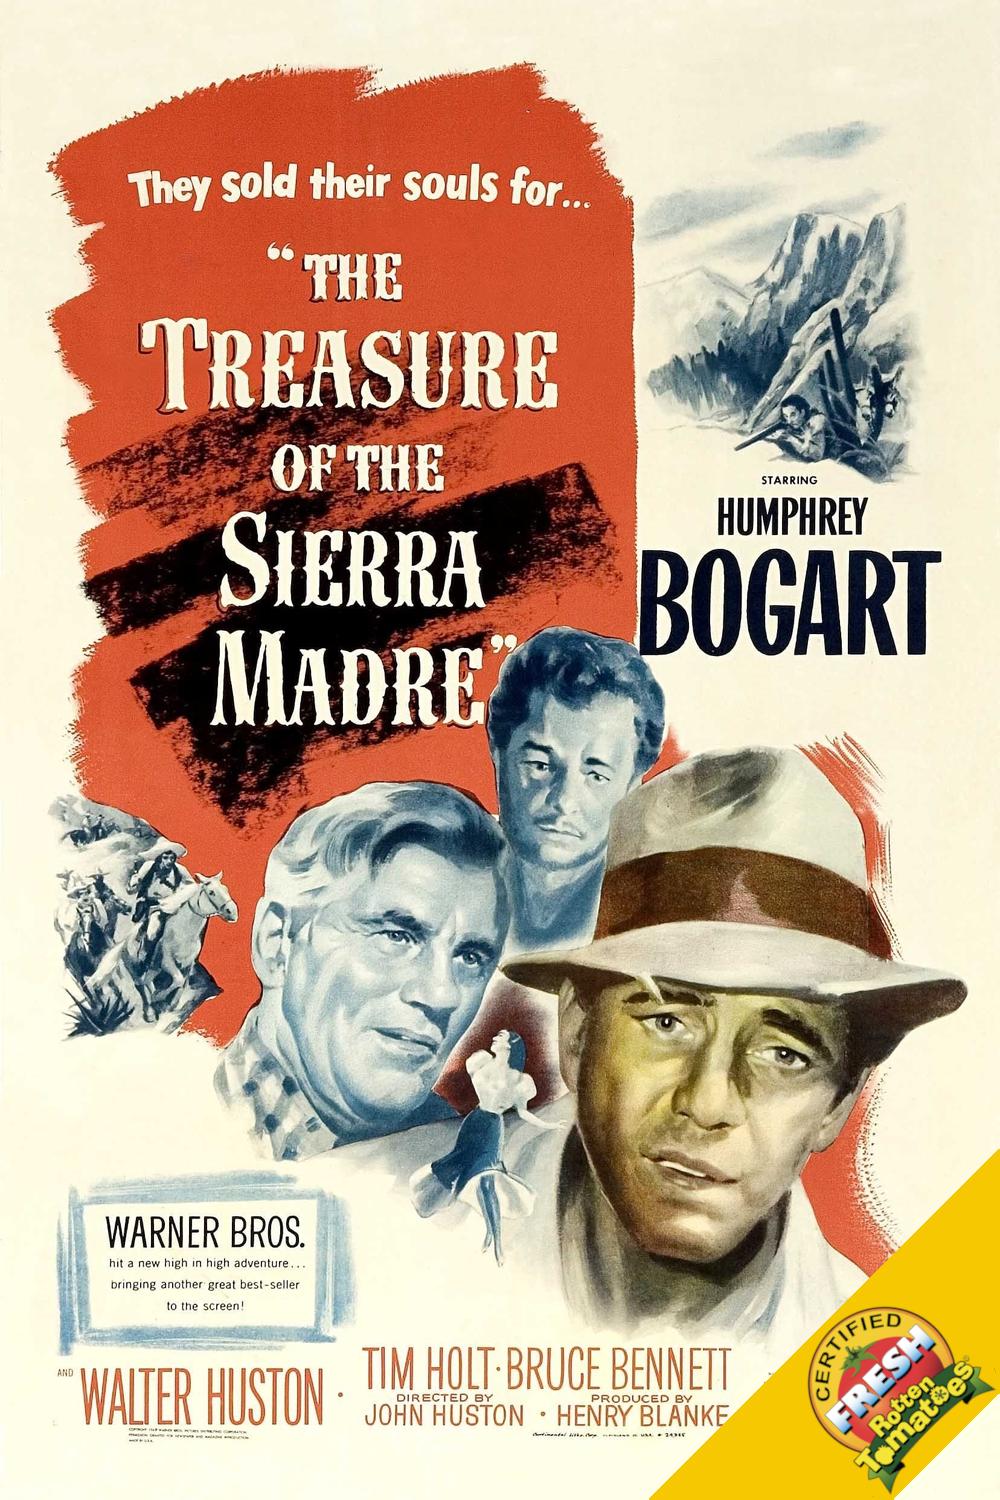 They sold their souls for...
"THE
TREASURE
OF THE
SIERRA
MADRE"
STARRING
HUMPHREY
BOGART
WARNER BROS.
hit a new high in high adventure...
bringing another great best-seller
to the screen!
AND
WALTER HUSTON ·
TIM HOLT · BRUCE BENNETT
DIRECTED BY
JOHN HUSTON ·
PRODUCED BY
HENRY BLANKE
CERTIFIED
FRESH
Rotten
Tomatoes®